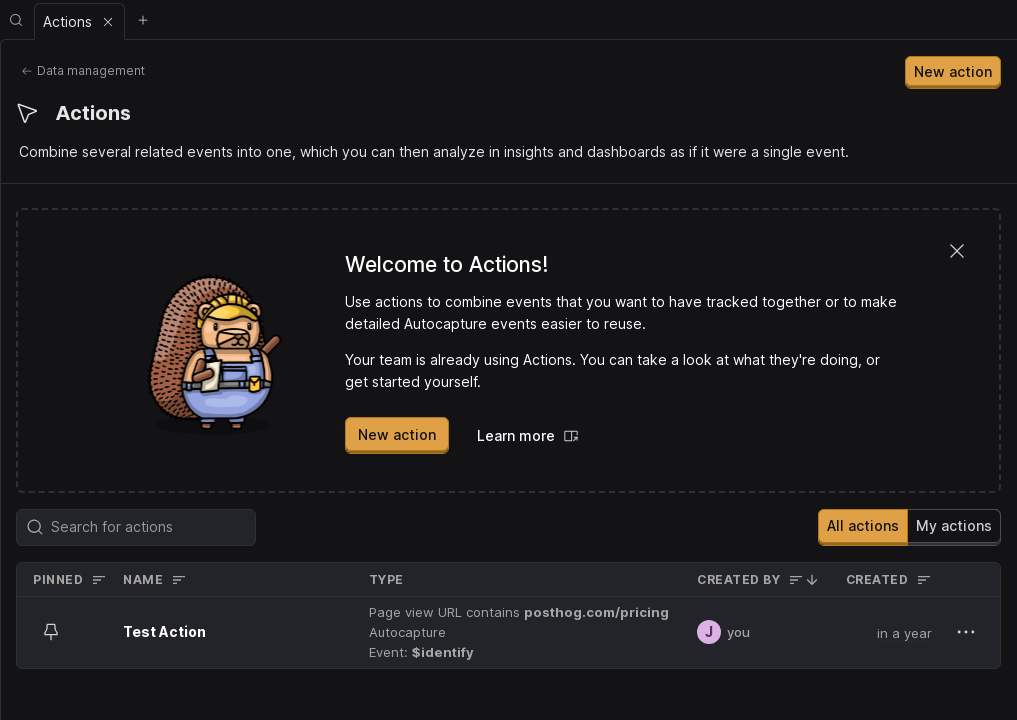 Actions
Data management
New action
Actions
Combine several related events into one, which you can then analyze in insights and dashboards as if it were a single event.
Welcome to Actions!
Use actions to combine events that you want to have tracked together or to make
detailed Autocapture events easier to reuse.
Your team is already using Actions. You can take a look at what they're doing, or
get started yourself.
New action
Learn more
Search for actions
All actions
My actions
PINNED NAME TYPE CREATED BY CREATED
Page view URL contains posthog.com/pricing
Test Action Autocapture J you in a year
Event: $identify